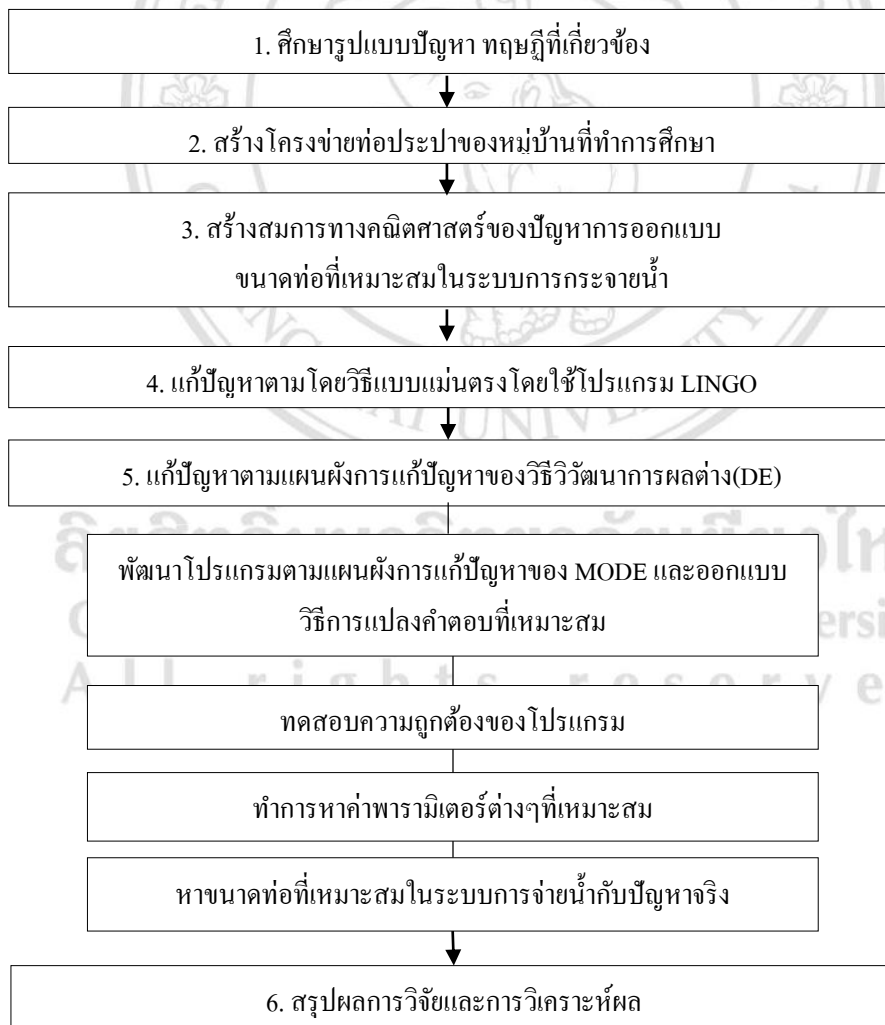 1. ศึกษารูปแบบปัญหา ทฤษฎีที่เกี่ยวข้อง
2. สร้างโครงข่ายท่อประปาของหมู่บ้านที่ทำการศึกษา
3. สร้างสมการทางคณิตศาสตร์ของปัญหาการออกแบบ
ขนาดท่อที่เหมาะสมในระบบการกระจายน้ำ
4. แก้ปัญหาตามโดยวิธีแบบแม่นตรงโดยใช้โปรแกรม LINGO
5. แก้ปัญหาตามแผนผังการแก้ปัญหาของวิธีวิวัฒนาการผลต่าง(DE)
พัฒนาโปรแกรมตามแผนผังการแก้ปัญหาของ MODE และออกแบบ
วิธีการแปลงคำตอบที่เหมาะสม
All rights reserve
ทดสอบความถูกต้องของโปรแกรม
ทำการหาค่าพารามิเตอร์ต่างๆที่เหมาะสม
หาขนาดท่อที่เหมาะสมในระบบการจ่ายน้ำกับปัญหาจริง
6. สรุปผลการวิจัยและการวิเคราะห์ผล